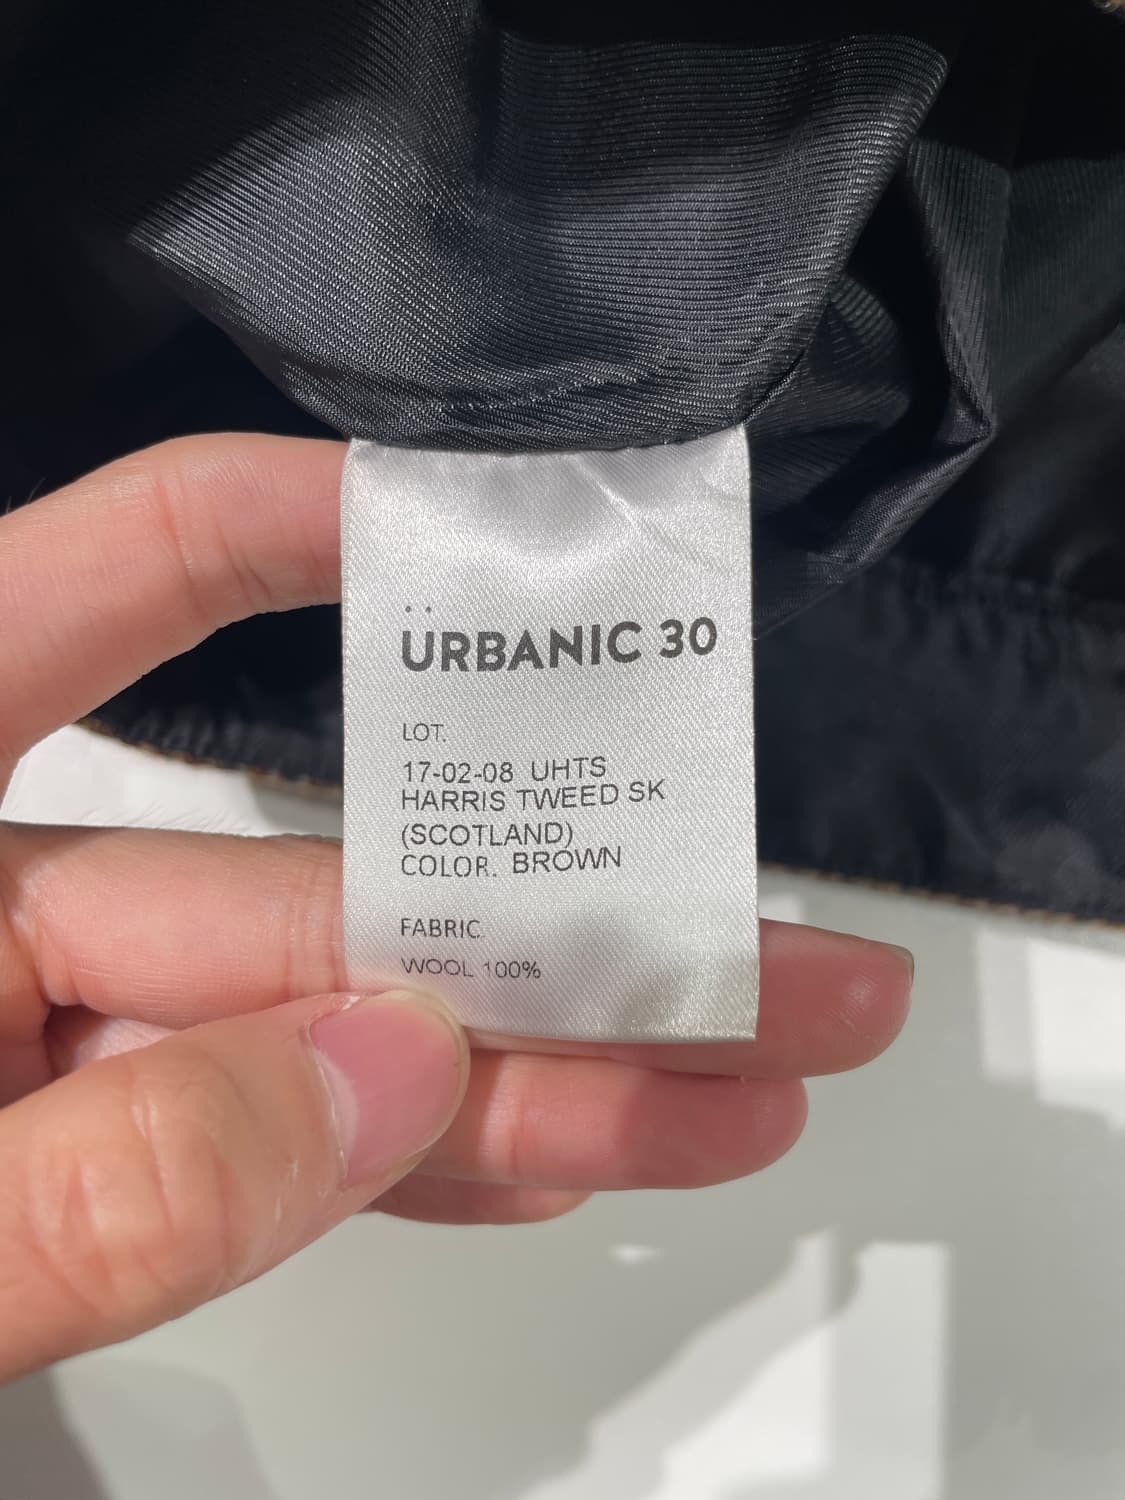 ÜRBANIC 30
LOT.
17-02-08 UHTS
HARRIS TWEED SK
(SCOTLAND)
COLOR. BROWN
FABRIC.
WOOL 100%